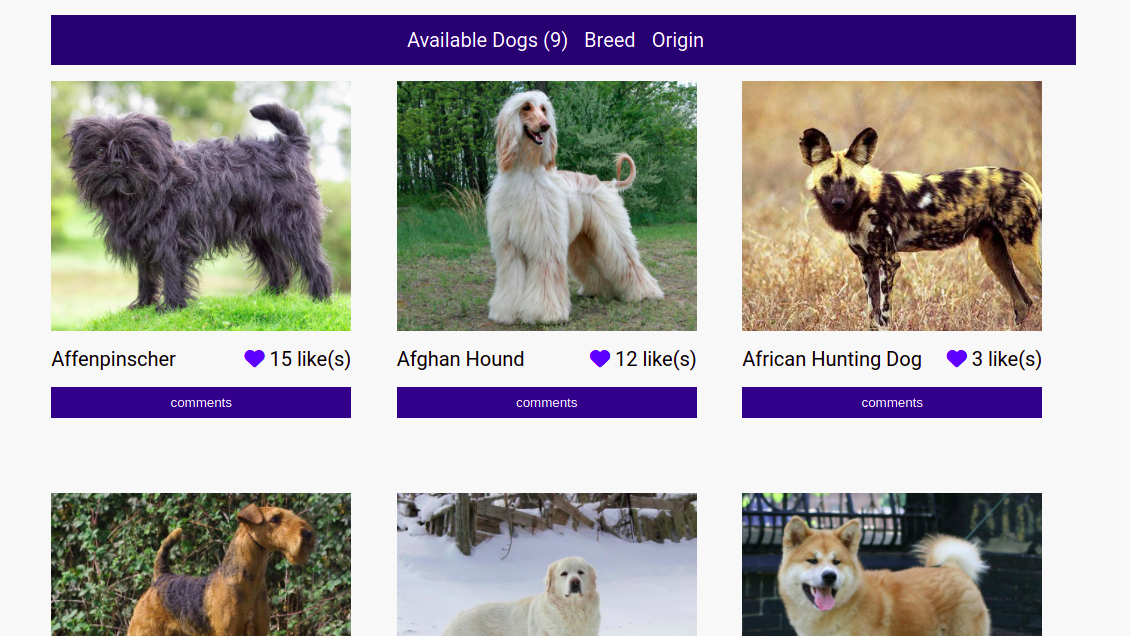 Available Dogs (9) Breed Origin
Affenpinscher 15 like(s)
Afghan Hound 12 like(s)
African Hunting Dog 3 like(s)
comments
comments
comments